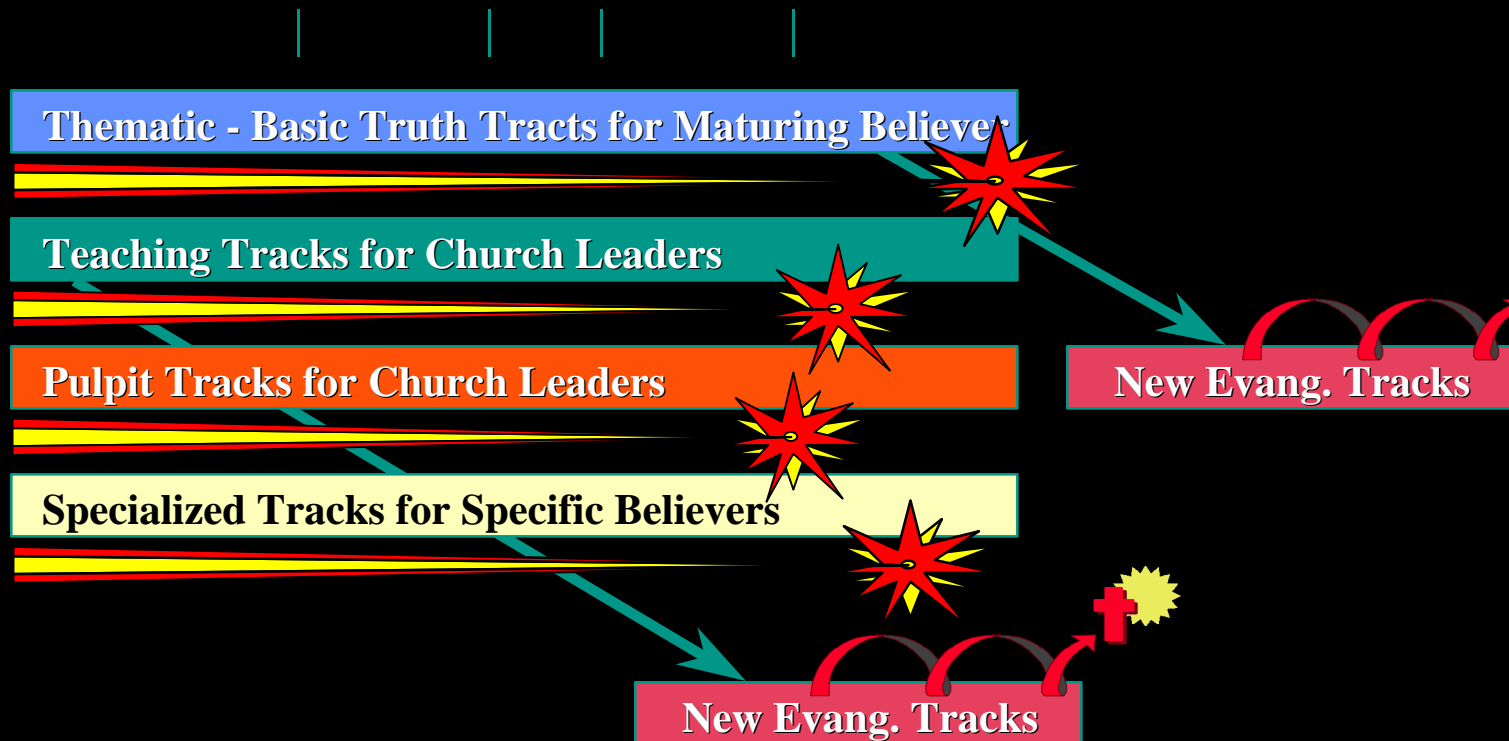 Thematic - Basic Truth Tracts for Maturing Believer
Teaching Tracks for Church Leaders
Pulpit Tracks for Church Leaders
New Evang. Tracks
Specialized Tracks for Specific Believers
New Evang. Tracks